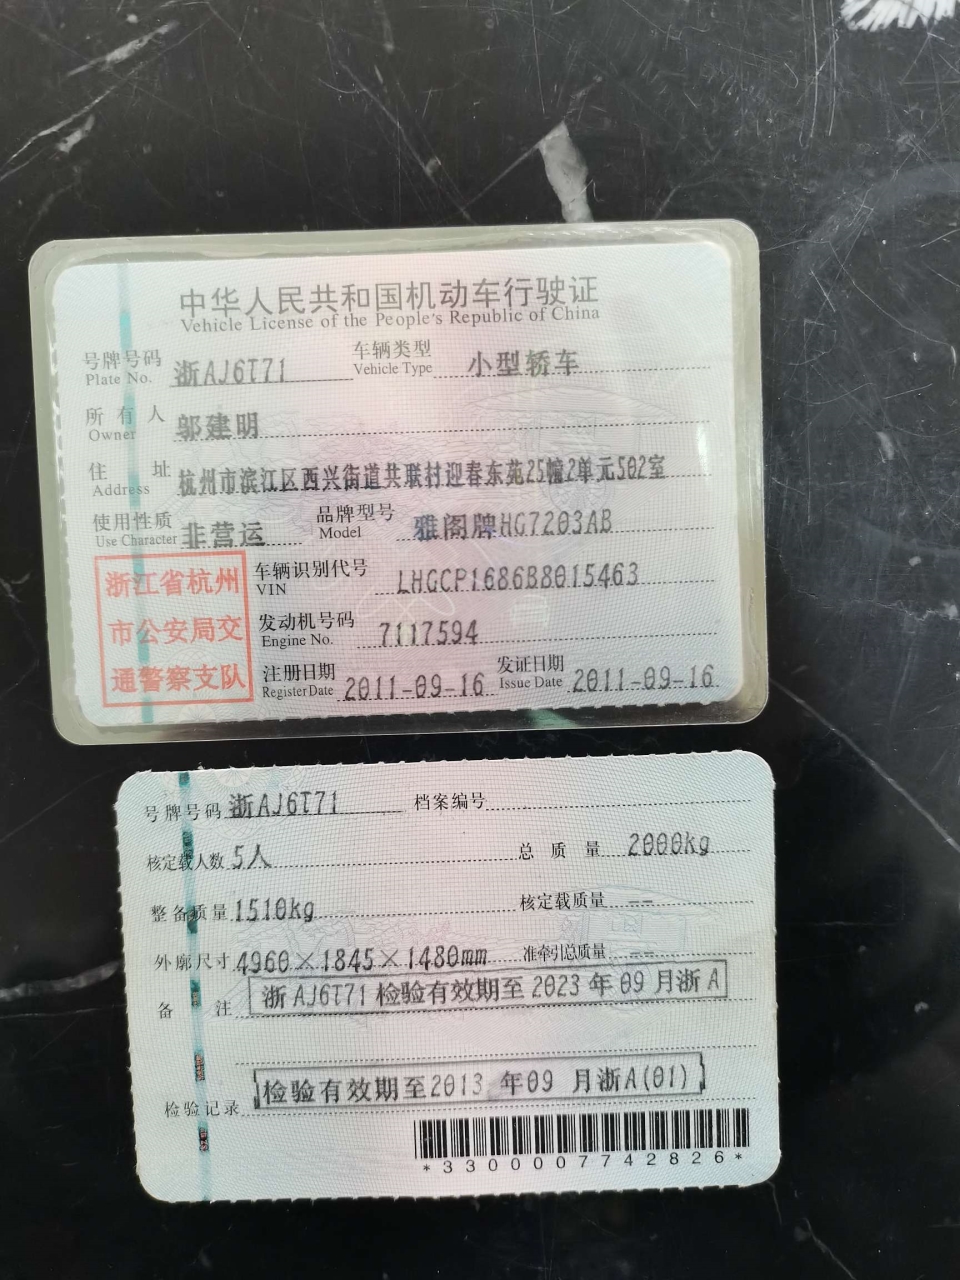 中华人民共和国机动车行驶证
Vehicle License of the People's Republic of China
号牌号码 浙AJ6T71 车辆类型 小型轿车
Plate No. Vehicle Type
所有人 邬建明
Owner
住址 杭州市滨江区西兴街道共联村迎春东苑25幢2单元502室
Address
使用性质 非营运 品牌型号 雅阁牌HG7203AB
Use Character Model
浙江省杭州
市公安局交
通警察支队
车辆识别代号 LHGCP1686B8015463
VIN
发动机号码 7117594
Engine No.
注册日期 2011-09-16 发证日期 2011-09-16
Register Date Issue Date
号牌号码 浙AJ6T71 档案编号
核定载人数 5人 总质量 2000kg
整备质量 1510kg 核定载质量 --
外廓尺寸 4960×1845×1480mm 准牵引总质量 --
备注 浙AJ6T71检验有效期至2023年09月浙A
检验记录 检验有效期至2013年09月浙A(01)
*3300007742826*